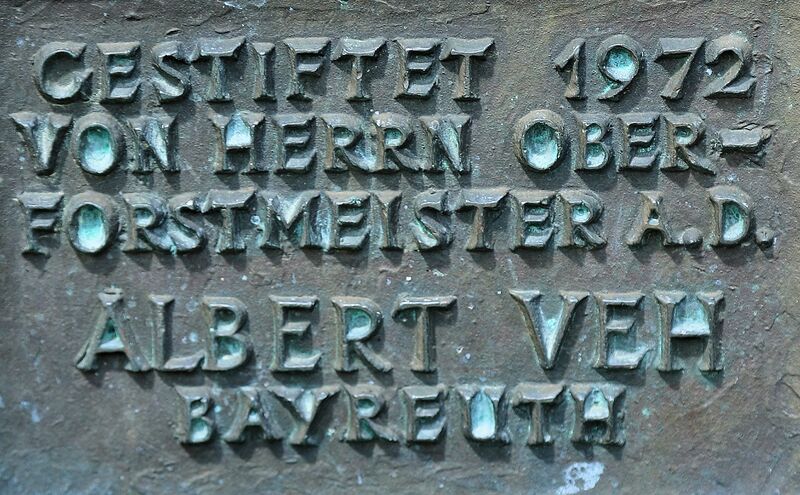 GESTIFTET 1972
VON HERRN OBER-
FORSTMEISTER A.D.
ALBERT VEH
BAYREUTH